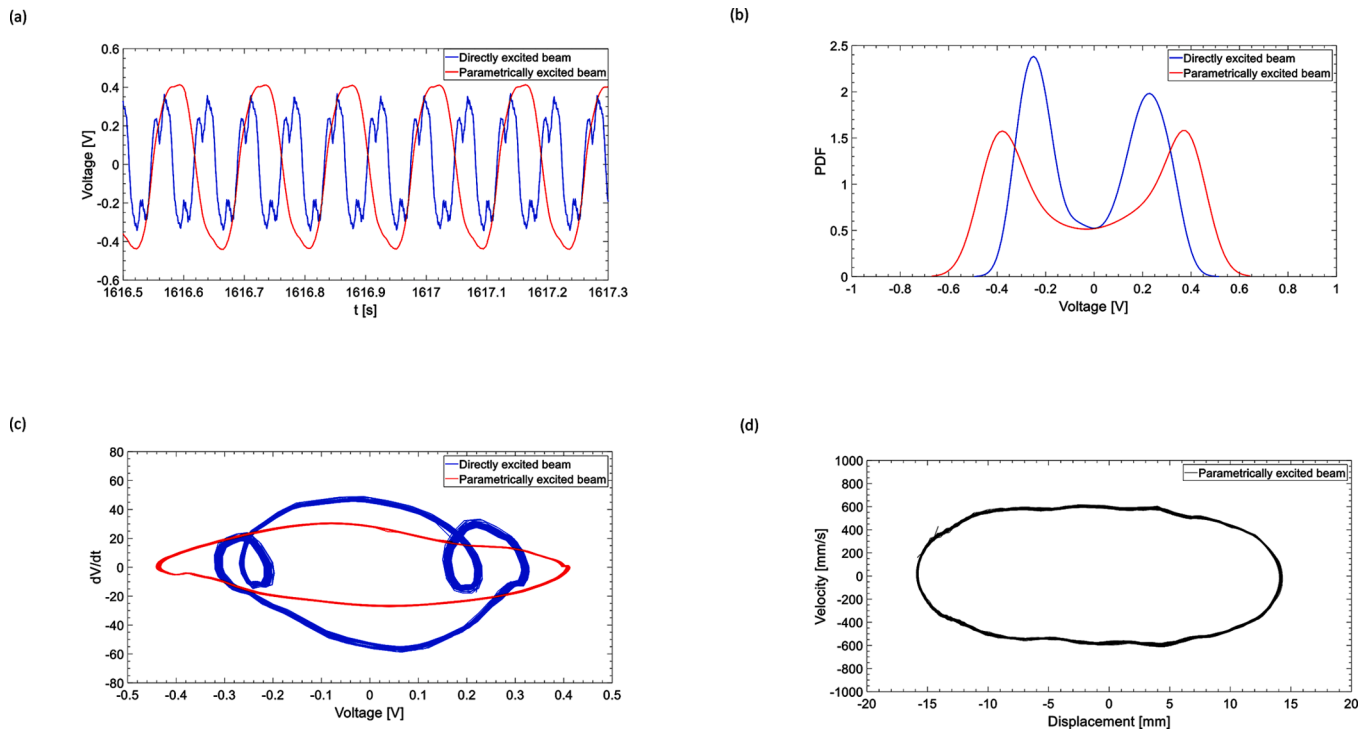 (a)
0.6
0.4
0.2
0
-0.2
-0.4
-0.6
Voltage [V]
Directly excited beam
Parametrically excited beam
1616.5 1616.6 1616.7 1616.8 1616.9 1617 1617.1 1617.2 1617.3
t [s]
(b)
2.5
2
1.5
1
0.5
0
PDF
Directly excited beam
Parametrically excited beam
-1 -0.8 -0.6 -0.4 -0.2 0 0.2 0.4 0.6 0.8 1
Voltage [V]
(c)
80
60
40
20
0
-20
-40
-60
-80
dV/dt
Directly excited beam
Parametrically excited beam
-0.5 -0.4 -0.3 -0.2 -0.1 0 0.1 0.2 0.3 0.4 0.5
Voltage [V]
(d)
1000
800
600
400
200
0
-200
-400
-600
-800
-1000
Velocity [mm/s]
Parametrically excited beam
-20 -15 -10 -5 0 5 10 15 20
Displacement [mm]